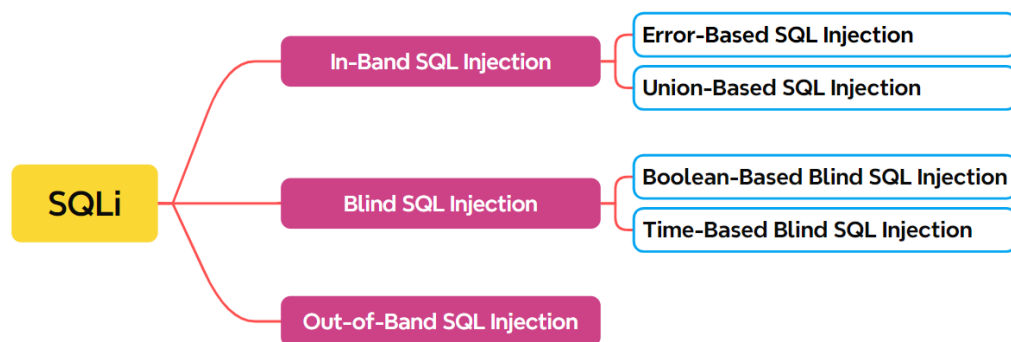 SQLi
In-Band SQL Injection
Error-Based SQL Injection
Union-Based SQL Injection
Blind SQL Injection
Boolean-Based Blind SQL Injection
Time-Based Blind SQL Injection
Out-of-Band SQL Injection